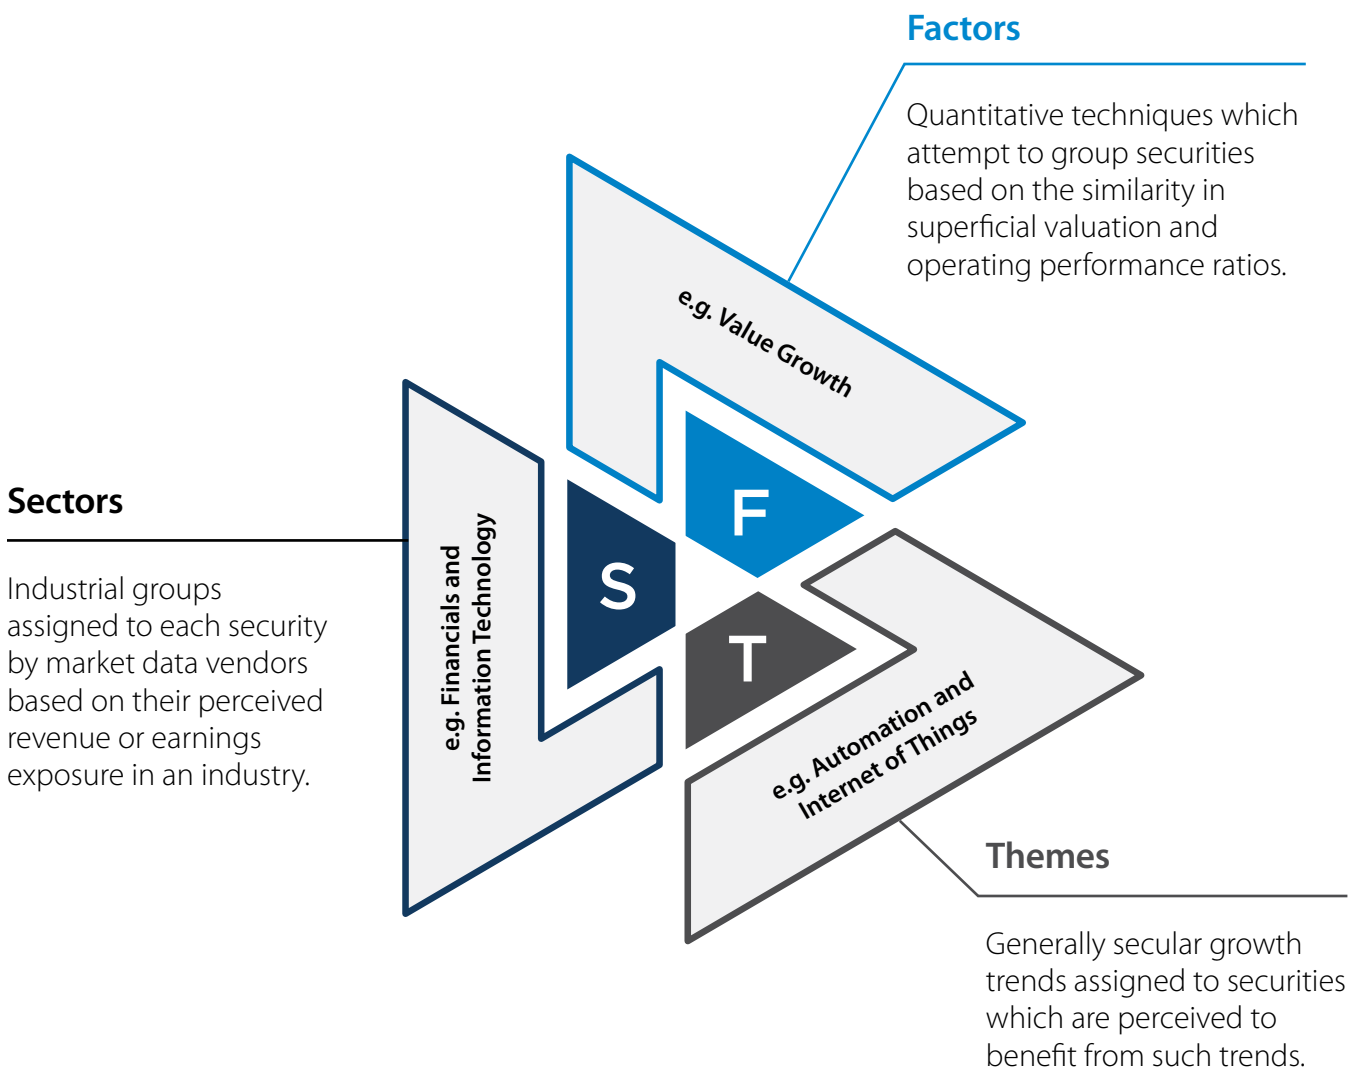 Factors
Quantitative techniques which
attempt to group securities
based on the similarity in
superficial valuation and
operating performance ratios.
e.g. Value Growth
F
Sectors
Industrial groups
assigned to each security
by market data vendors
based on their perceived
revenue or earnings
exposure in an industry.
e.g. Financials and
Information Technology
S
T
e.g. Automation and
Internet of Things
Themes
Generally secular growth
trends assigned to securities
which are perceived to
benefit from such trends.